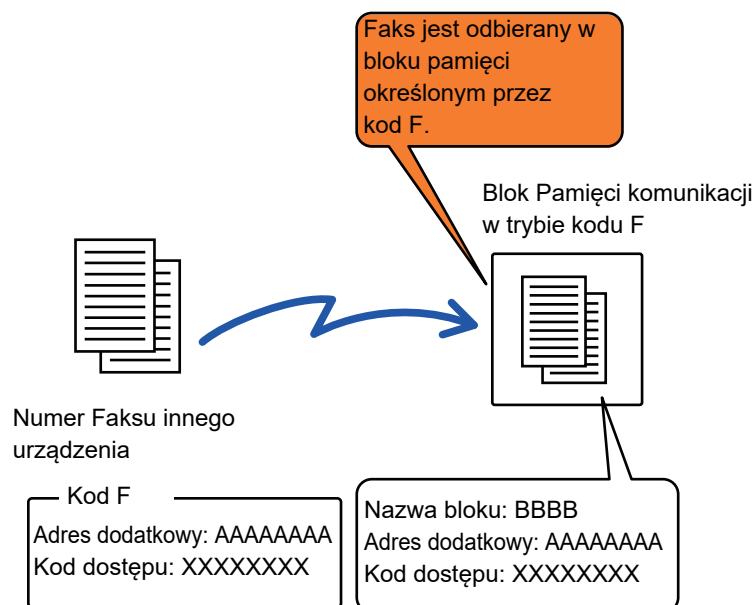 Faks jest odbierany w
bloku pamięci
określonym przez
kod F.
Blok Pamięci komunikacji
w trybie kodu F
Numer Faksu innego
urządzenia
Kod F
Adres dodatkowy: AAAAAAAA
Kod dostępu: XXXXXXXX
Nazwa bloku: BBBB
Adres dodatkowy: AAAAAAAA
Kod dostępu: XXXXXXXX